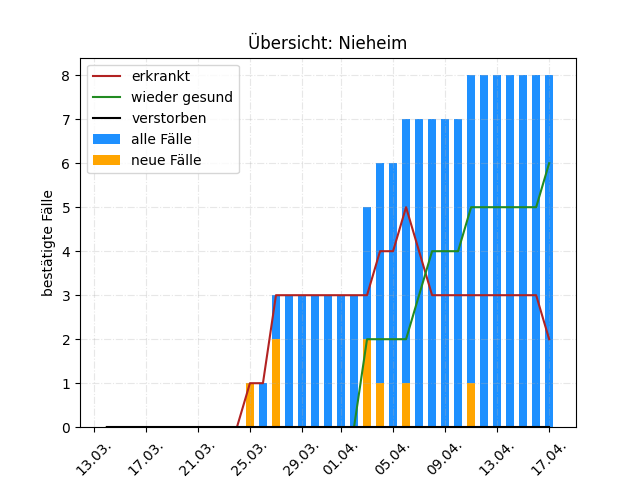 Übersicht: Nieheim
erkrankt
wieder gesund
verstorben
alle Fälle
neue Fälle
bestätigte Fälle
8
7
6
5
4
3
2
1
0
13.03.
17.03.
21.03.
25.03.
29.03.
01.04.
05.04.
09.04.
13.04.
17.04.